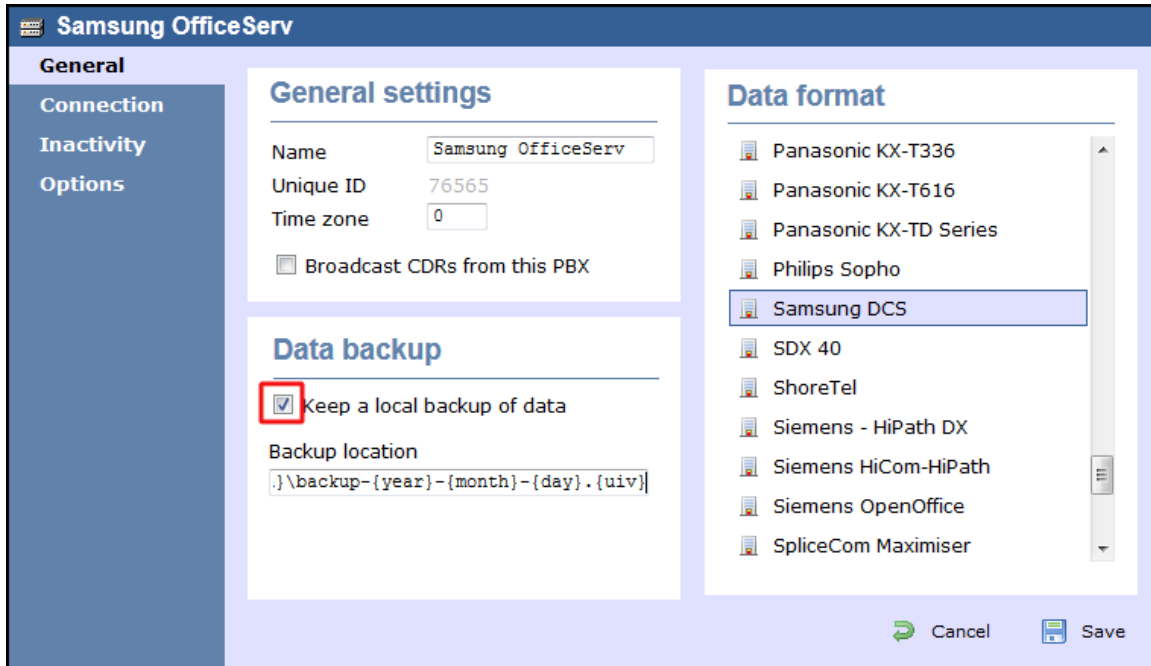 Samsung OfficeServ
General
Connection
Inactivity
Options
General settings
Name
Samsung OfficeServ
Unique ID
76565
Time zone
0
Broadcast CDRs from this PBX
Data backup
Keep a local backup of data
Backup location
.}\backup-{year}-{month}-{day}.{uiv}
Data format
Panasonic KX-T336
Panasonic KX-T616
Panasonic KX-TD Series
Philips Sopho
Samsung DCS
SDX 40
ShoreTel
Siemens - HiPath DX
Siemens HiCom-HiPath
Siemens OpenOffice
SpliceCom Maximiser
Cancel
Save